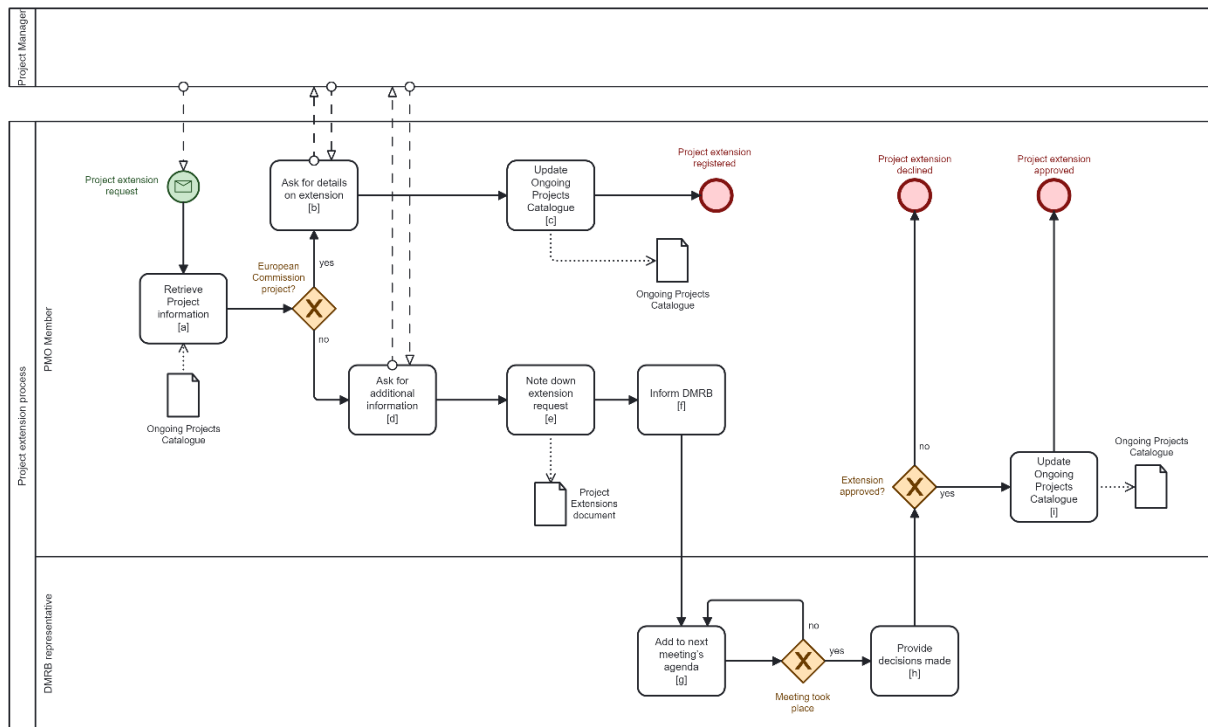 Project Manager
Project extension process
PMO Member
DMRB representative
Project extension
request
Retrieve
Project
information
[a]
Ongoing Projects
Catalogue
European
Commission
project?
yes
no
Ask for details
on extension
[b]
Update
Ongoing
Projects
Catalogue
[c]
Ongoing Projects
Catalogue
Project extension
registered
Ask for
additional
information
[d]
Note down
extension
request
[e]
Project
Extensions
document
Inform DMRB
[f]
Add to next
meeting's
agenda
[g]
Meeting took
place
no
yes
Provide
decisions made
[h]
Extension
approved?
no
yes
Project extension
declined
Update
Ongoing
Projects
Catalogue
[i]
Ongoing Projects
Catalogue
Project extension
approved